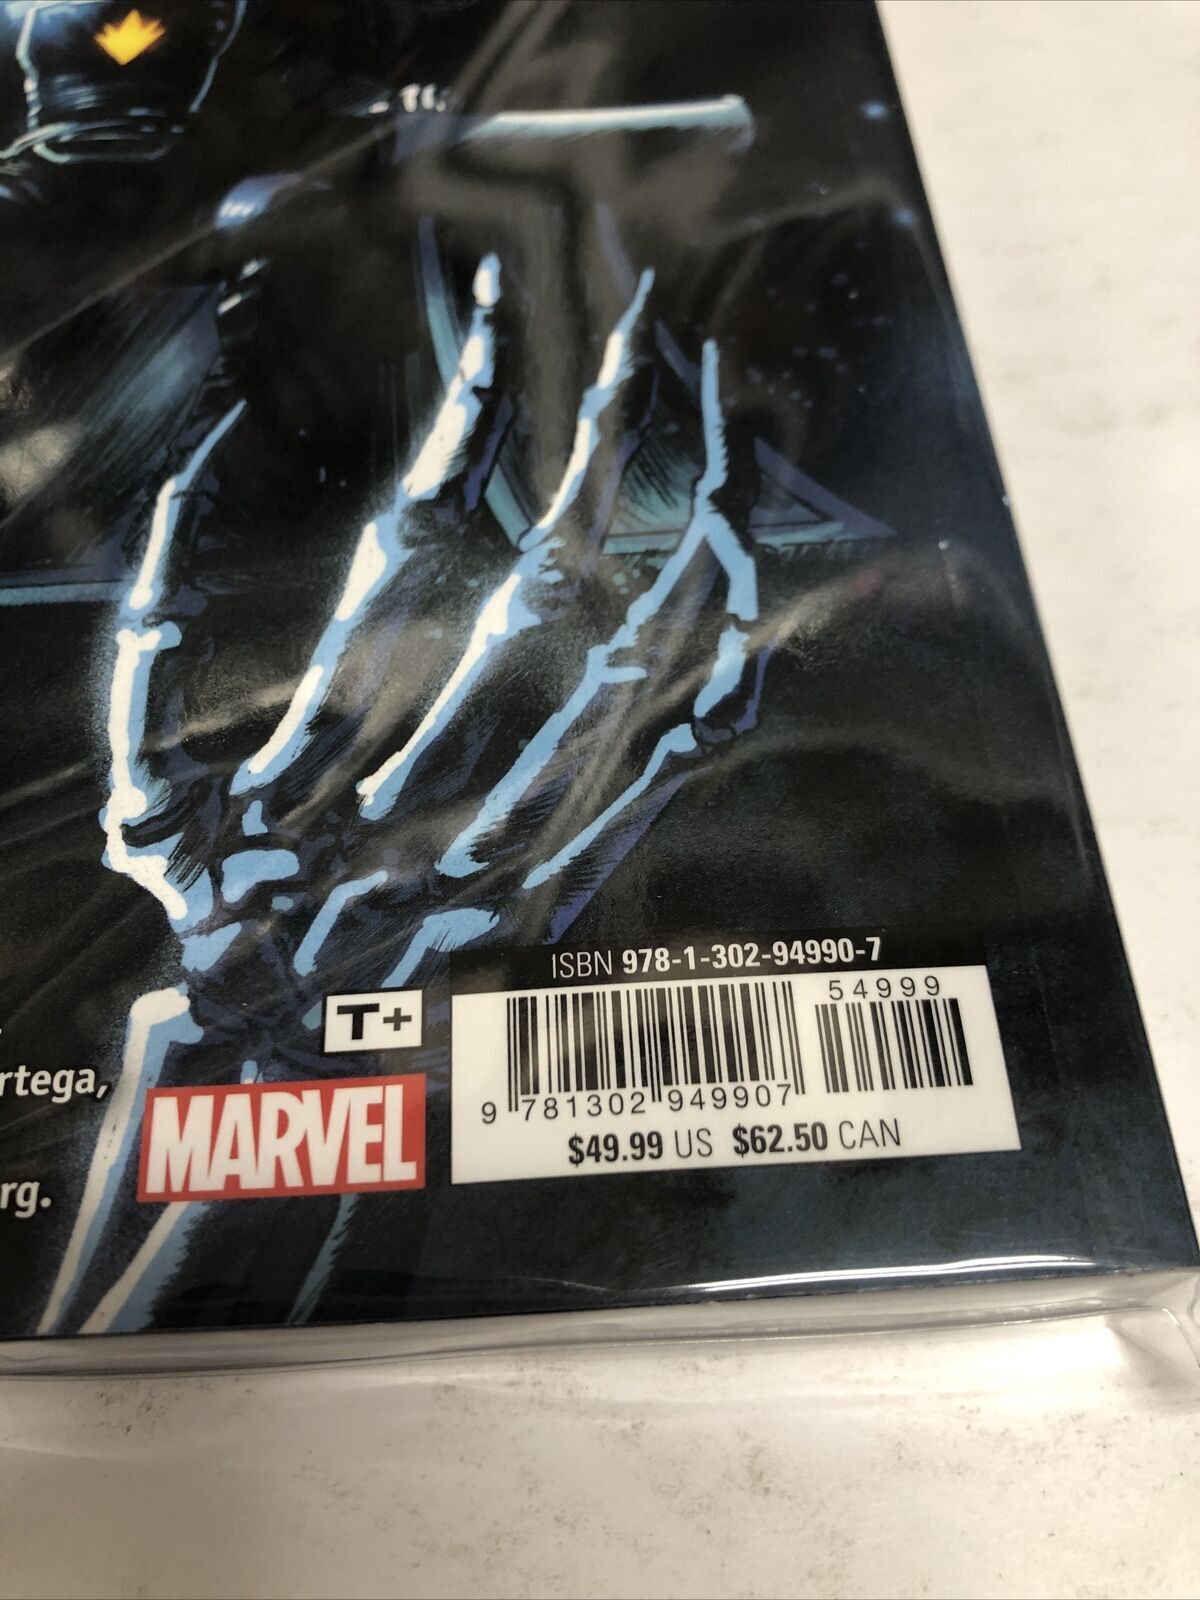 ISBN 978-1-302-94990-7
54999
T+
rtega,
9 781302 949907
MARVEL
$49.99 US $62.50 CAN
rg.